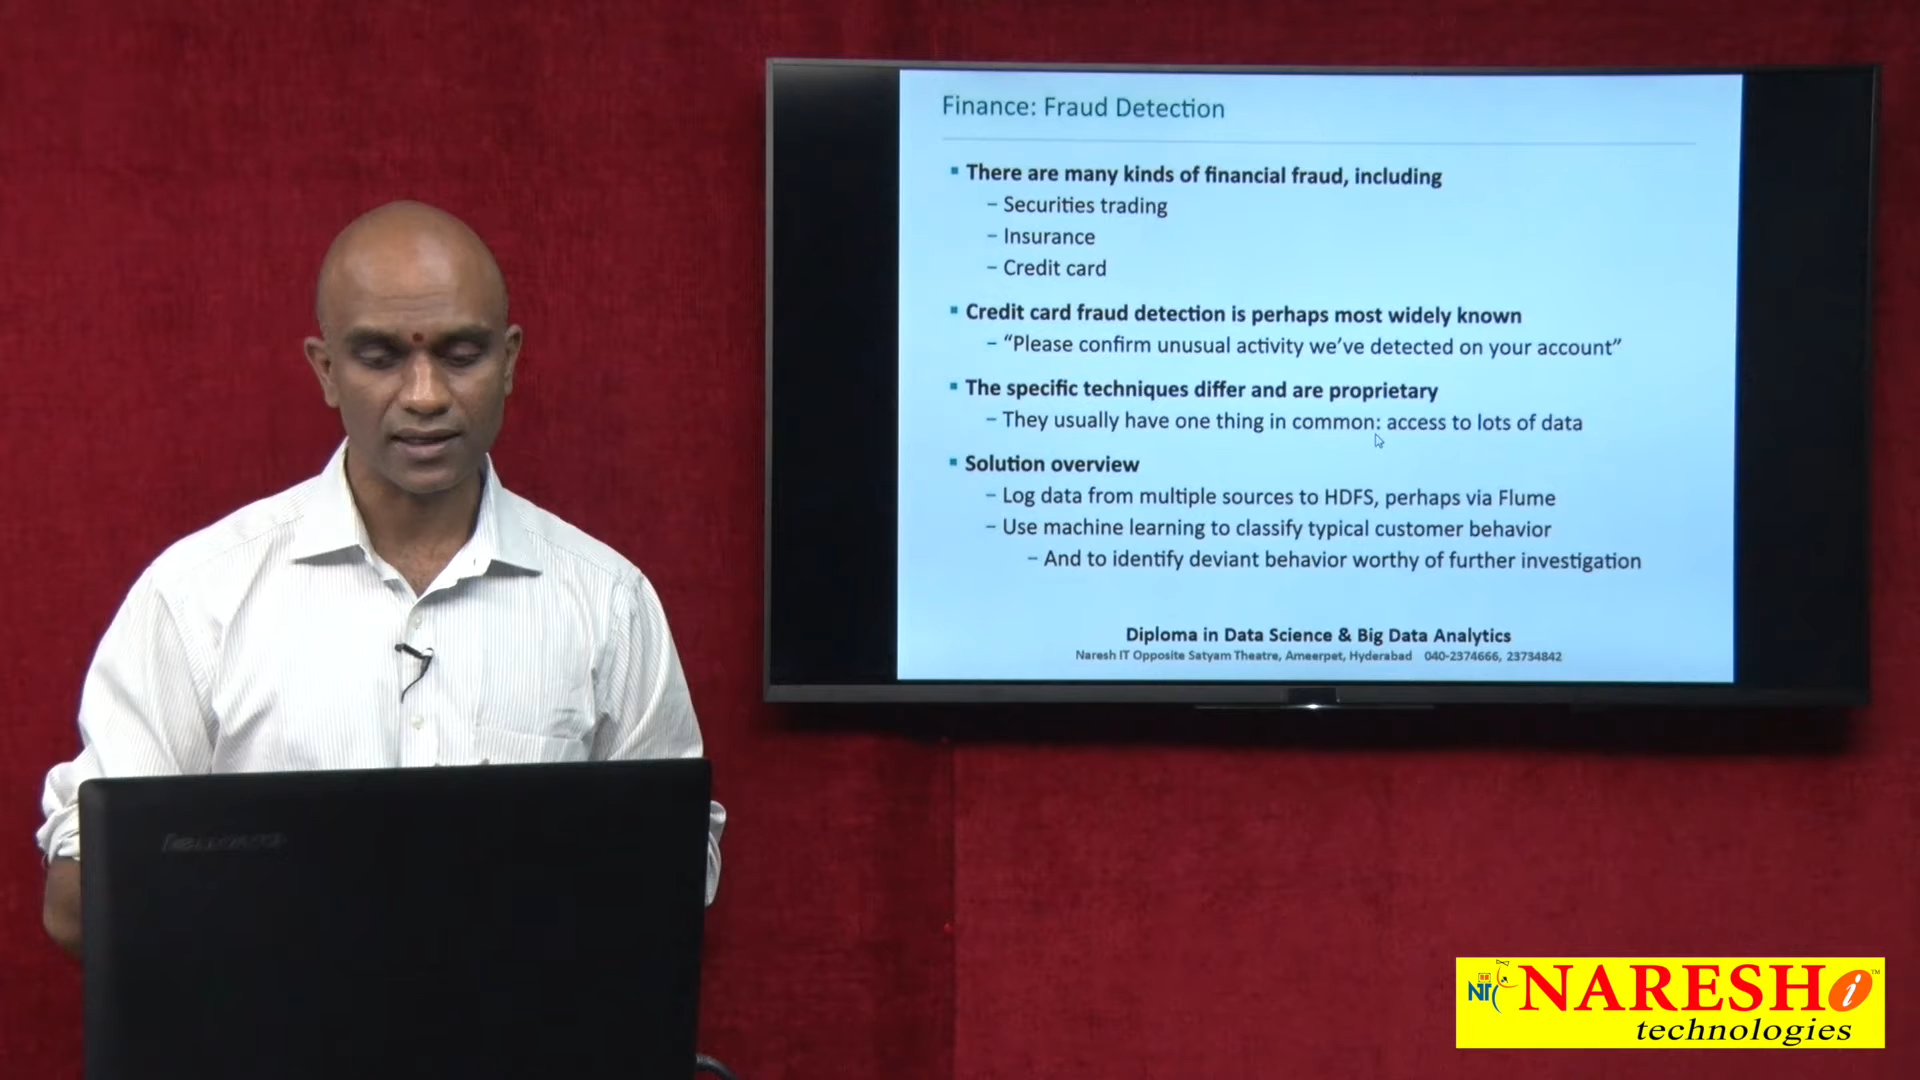 Finance: Fraud Detection
▪ There are many kinds of financial fraud, including
– Securities trading
– Insurance
– Credit card
▪ Credit card fraud detection is perhaps most widely known
– “Please confirm unusual activity we’ve detected on your account”
▪ The specific techniques differ and are proprietary
– They usually have one thing in common: access to lots of data
▪ Solution overview
– Log data from multiple sources to HDFS, perhaps via Flume
– Use machine learning to classify typical customer behavior
– And to identify deviant behavior worthy of further investigation
Diploma in Data Science & Big Data Analytics
Naresh IT Opposite Satyam Theatre, Ameerpet, Hyderabad 040-2374666, 23734842
lenovo
NT NARESH i ™
technologies